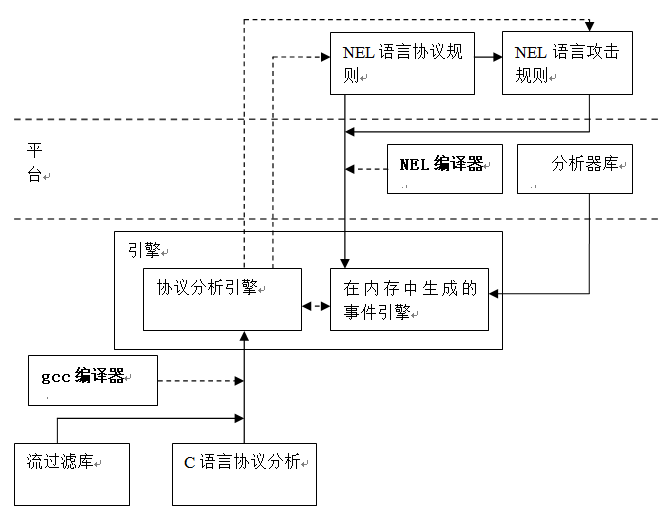 NEL 语言协议规
则
NEL 语言攻击
规则
平
台
NEL 编译器
分析器库
引擎
协议分析引擎
在内存中生成的
事件引擎
gcc 编译器
流过滤库
C 语言协议分析